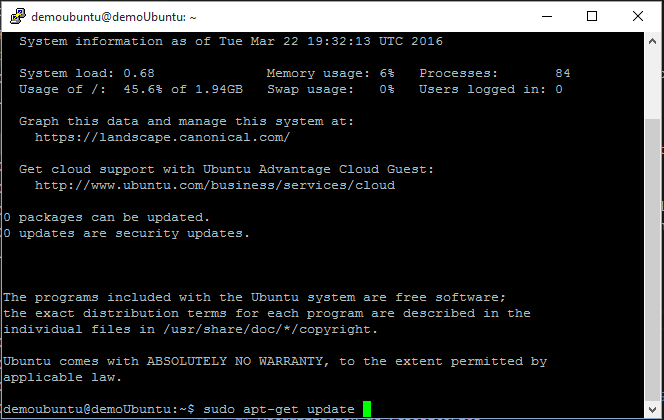 demoubuntu@demoUbuntu: ~
System information as of Tue Mar 22 19:32:13 UTC 2016
System load: 0.68 Memory usage: 6% Processes: 84
Usage of /: 45.6% of 1.94GB Swap usage: 0% Users logged in: 0
Graph this data and manage this system at:
https://landscape.canonical.com/
Get cloud support with Ubuntu Advantage Cloud Guest:
http://www.ubuntu.com/business/services/cloud
0 packages can be updated.
0 updates are security updates.
The programs included with the Ubuntu system are free software;
the exact distribution terms for each program are described in the
individual files in /usr/share/doc/*/copyright.
Ubuntu comes with ABSOLUTELY NO WARRANTY, to the extent permitted by
applicable law.
demoubuntu@demoUbuntu:~$ sudo apt-get update